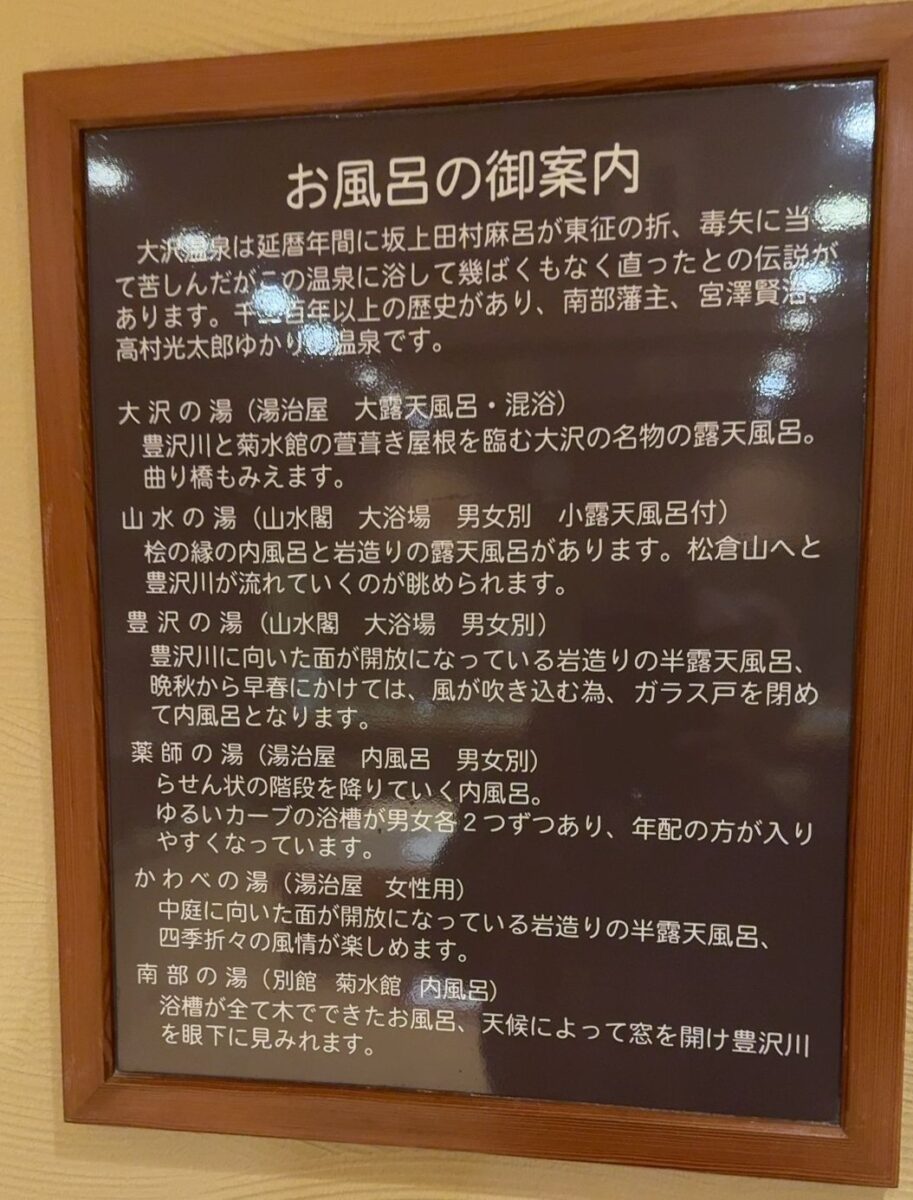 お風呂の御案内
大沢温泉は延暦年間に坂上田村麻呂が東征の折、毒矢に当
て苦しんだがこの温泉に浴して幾ばくもなく直ったとの伝説が
あります。千 百年以上の歴史があり、南部藩主、宮澤賢治、
高村光太郎ゆかり 温泉です。
大沢の湯（湯治屋　大露天風呂・混浴）
豊沢川と菊水館の萱葺き屋根を臨む大沢の名物の露天風呂。
曲り橋もみえます。
山水の湯（山水閣　大浴場　男女別　小露天風呂付）
桧の縁の内風呂と岩造りの露天風呂があります。松倉山へと
豊沢川が流れていくのが眺められます。
豊沢の湯（山水閣　大浴場　男女別）
豊沢川に向いた面が開放になっている岩造りの半露天風呂、
晩秋から早春にかけては、風が吹き込む為、ガラス戸を閉め
て内風呂となります。
薬師の湯（湯治屋　内風呂　男女別）
らせん状の階段を降りていく内風呂。
ゆるいカーブの浴槽が男女各２つずつあり、年配の方が入り
やすくなっています。
かわべの湯（湯治屋　女性用）
中庭に向いた面が開放になっている岩造りの半露天風呂、
四季折々の風情が楽しめます。
南部の湯（別館　菊水館　内風呂）
浴槽が全て木でできたお風呂、天候によって窓を開け豊沢川
を眼下に見みれます。